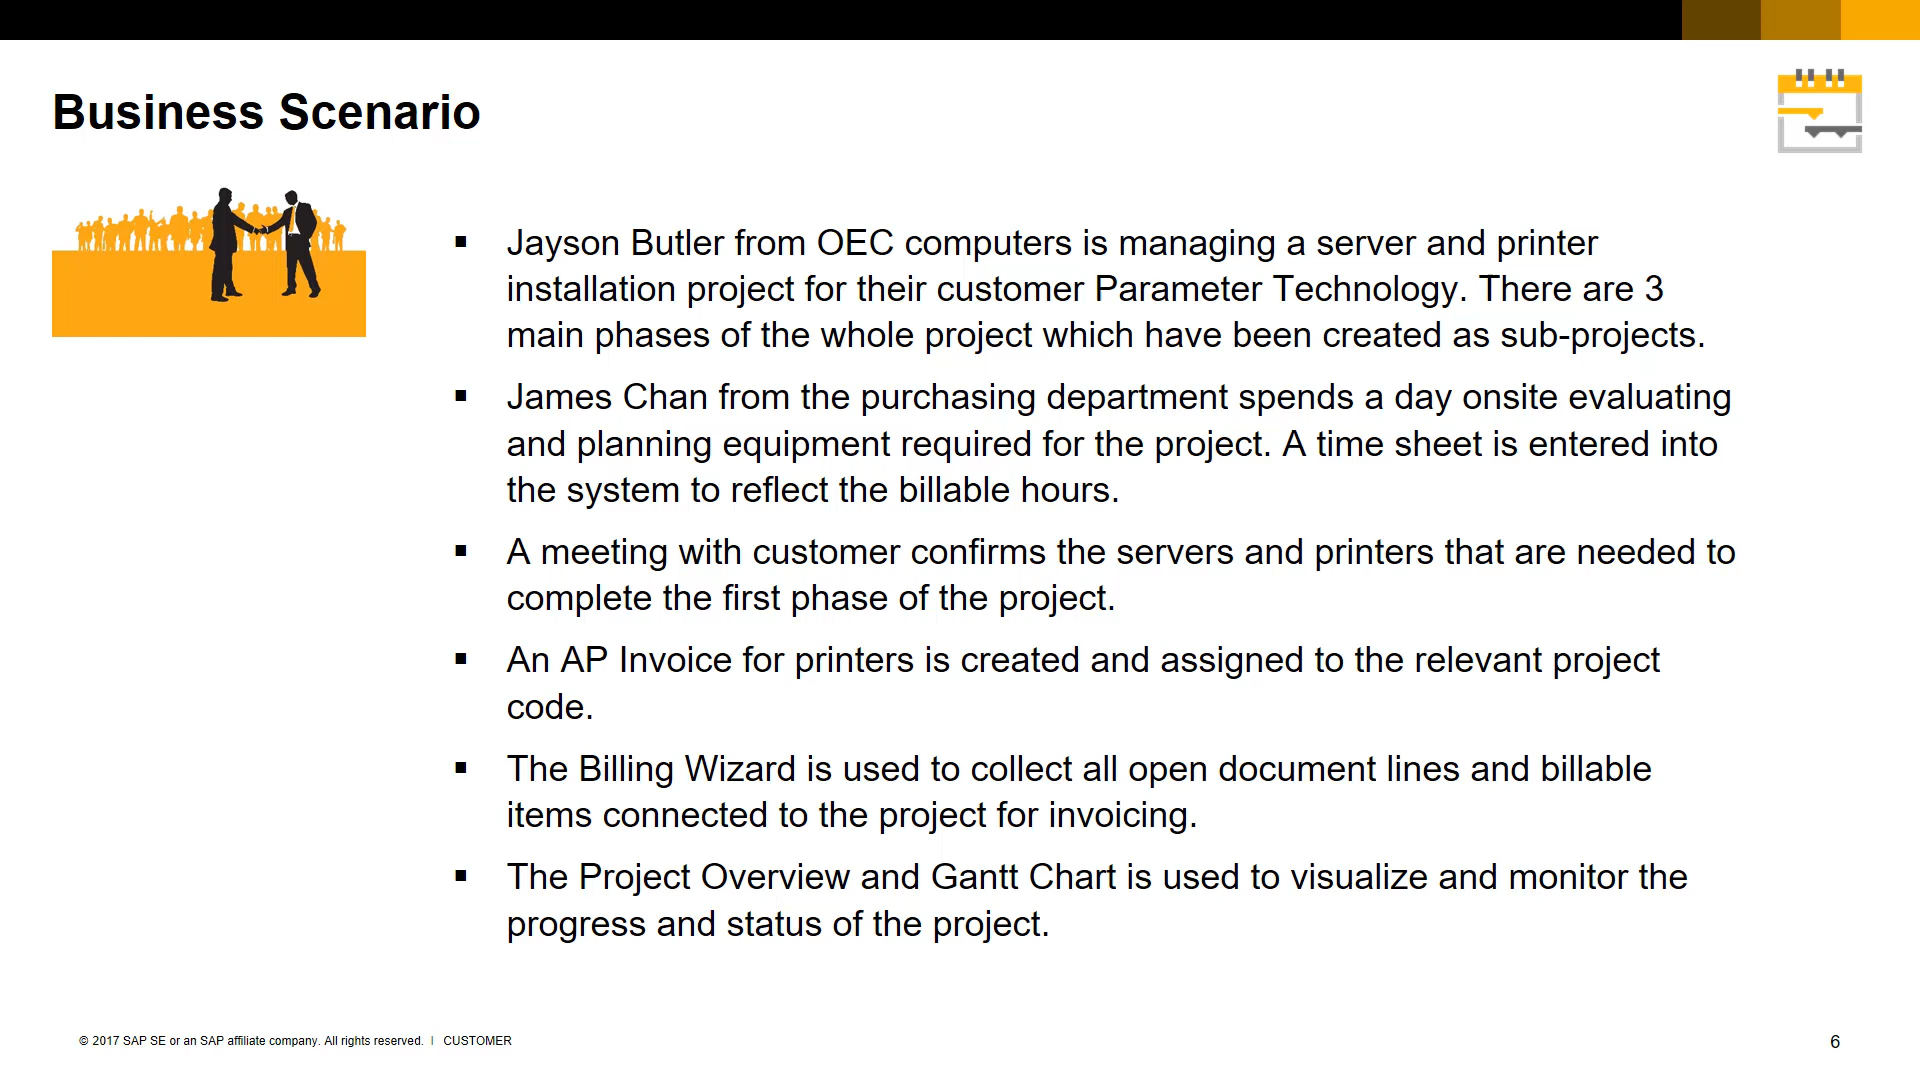 Business Scenario
▪ Jayson Butler from OEC computers is managing a server and printer
installation project for their customer Parameter Technology. There are 3
main phases of the whole project which have been created as sub-projects.
▪ James Chan from the purchasing department spends a day onsite evaluating
and planning equipment required for the project. A time sheet is entered into
the system to reflect the billable hours.
▪ A meeting with customer confirms the servers and printers that are needed to
complete the first phase of the project.
▪ An AP Invoice for printers is created and assigned to the relevant project
code.
▪ The Billing Wizard is used to collect all open document lines and billable
items connected to the project for invoicing.
▪ The Project Overview and Gantt Chart is used to visualize and monitor the
progress and status of the project.
© 2017 SAP SE or an SAP affiliate company. All rights reserved. | CUSTOMER
6